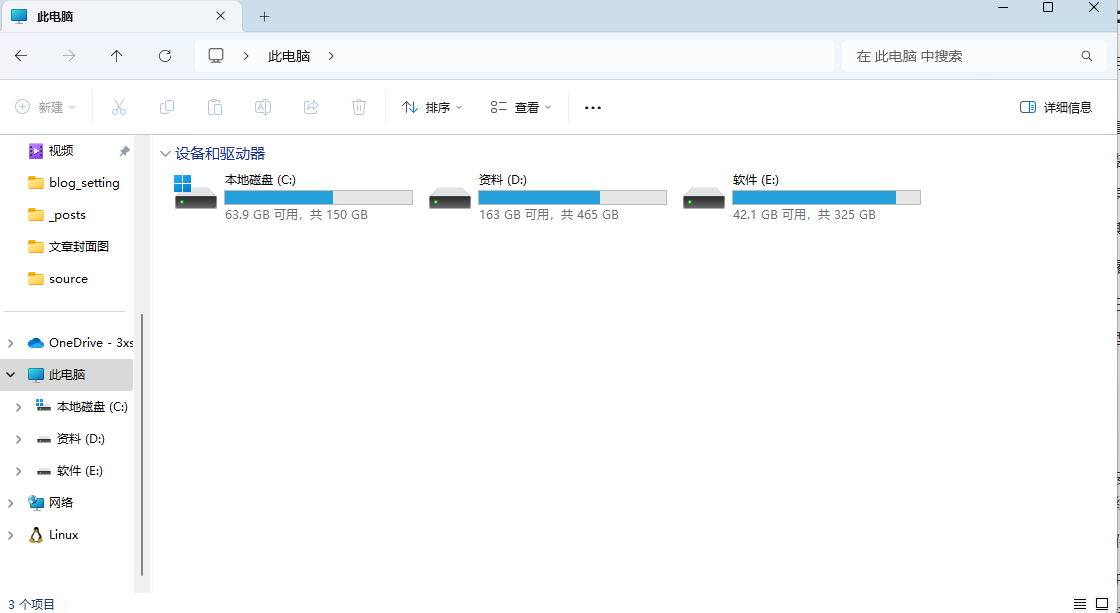 此电脑
此电脑
在 此电脑 中搜索
新建
排序
查看
详细信息
视频
blog_setting
_posts
文章封面图
source
OneDrive - 3xs
此电脑
本地磁盘 (C:)
资料 (D:)
软件 (E:)
网络
Linux
设备和驱动器
本地磁盘 (C:)
63.9 GB 可用，共 150 GB
资料 (D:)
163 GB 可用，共 465 GB
软件 (E:)
42.1 GB 可用，共 325 GB
3 个项目